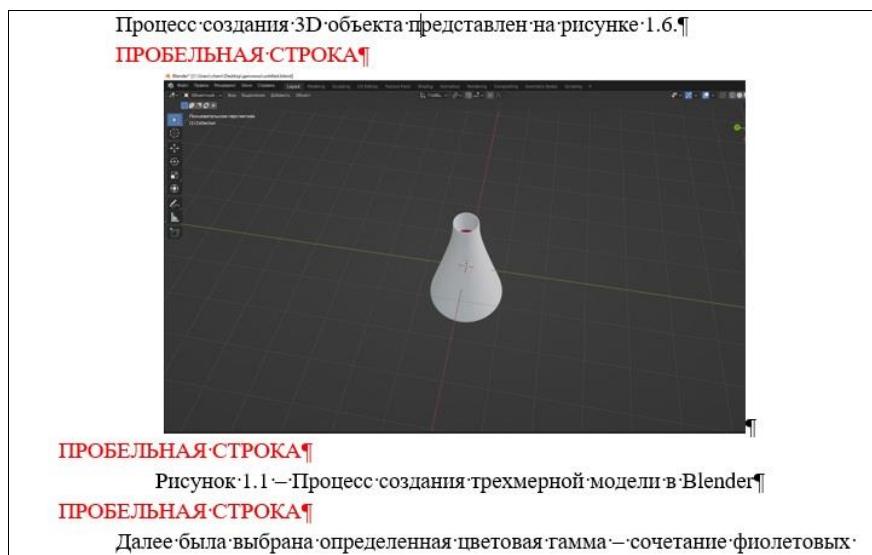 Процесс создания 3D объекта представлен на рисунке 1.6.¶
ПРОБЕЛЬНАЯ СТРОКА¶
Layout
¶
ПРОБЕЛЬНАЯ СТРОКА¶
Рисунок 1.1 – Процесс создания трехмерной модели в Blender¶
ПРОБЕЛЬНАЯ СТРОКА¶
Далее была выбрана определенная цветовая гамма – сочетание фиолетовых